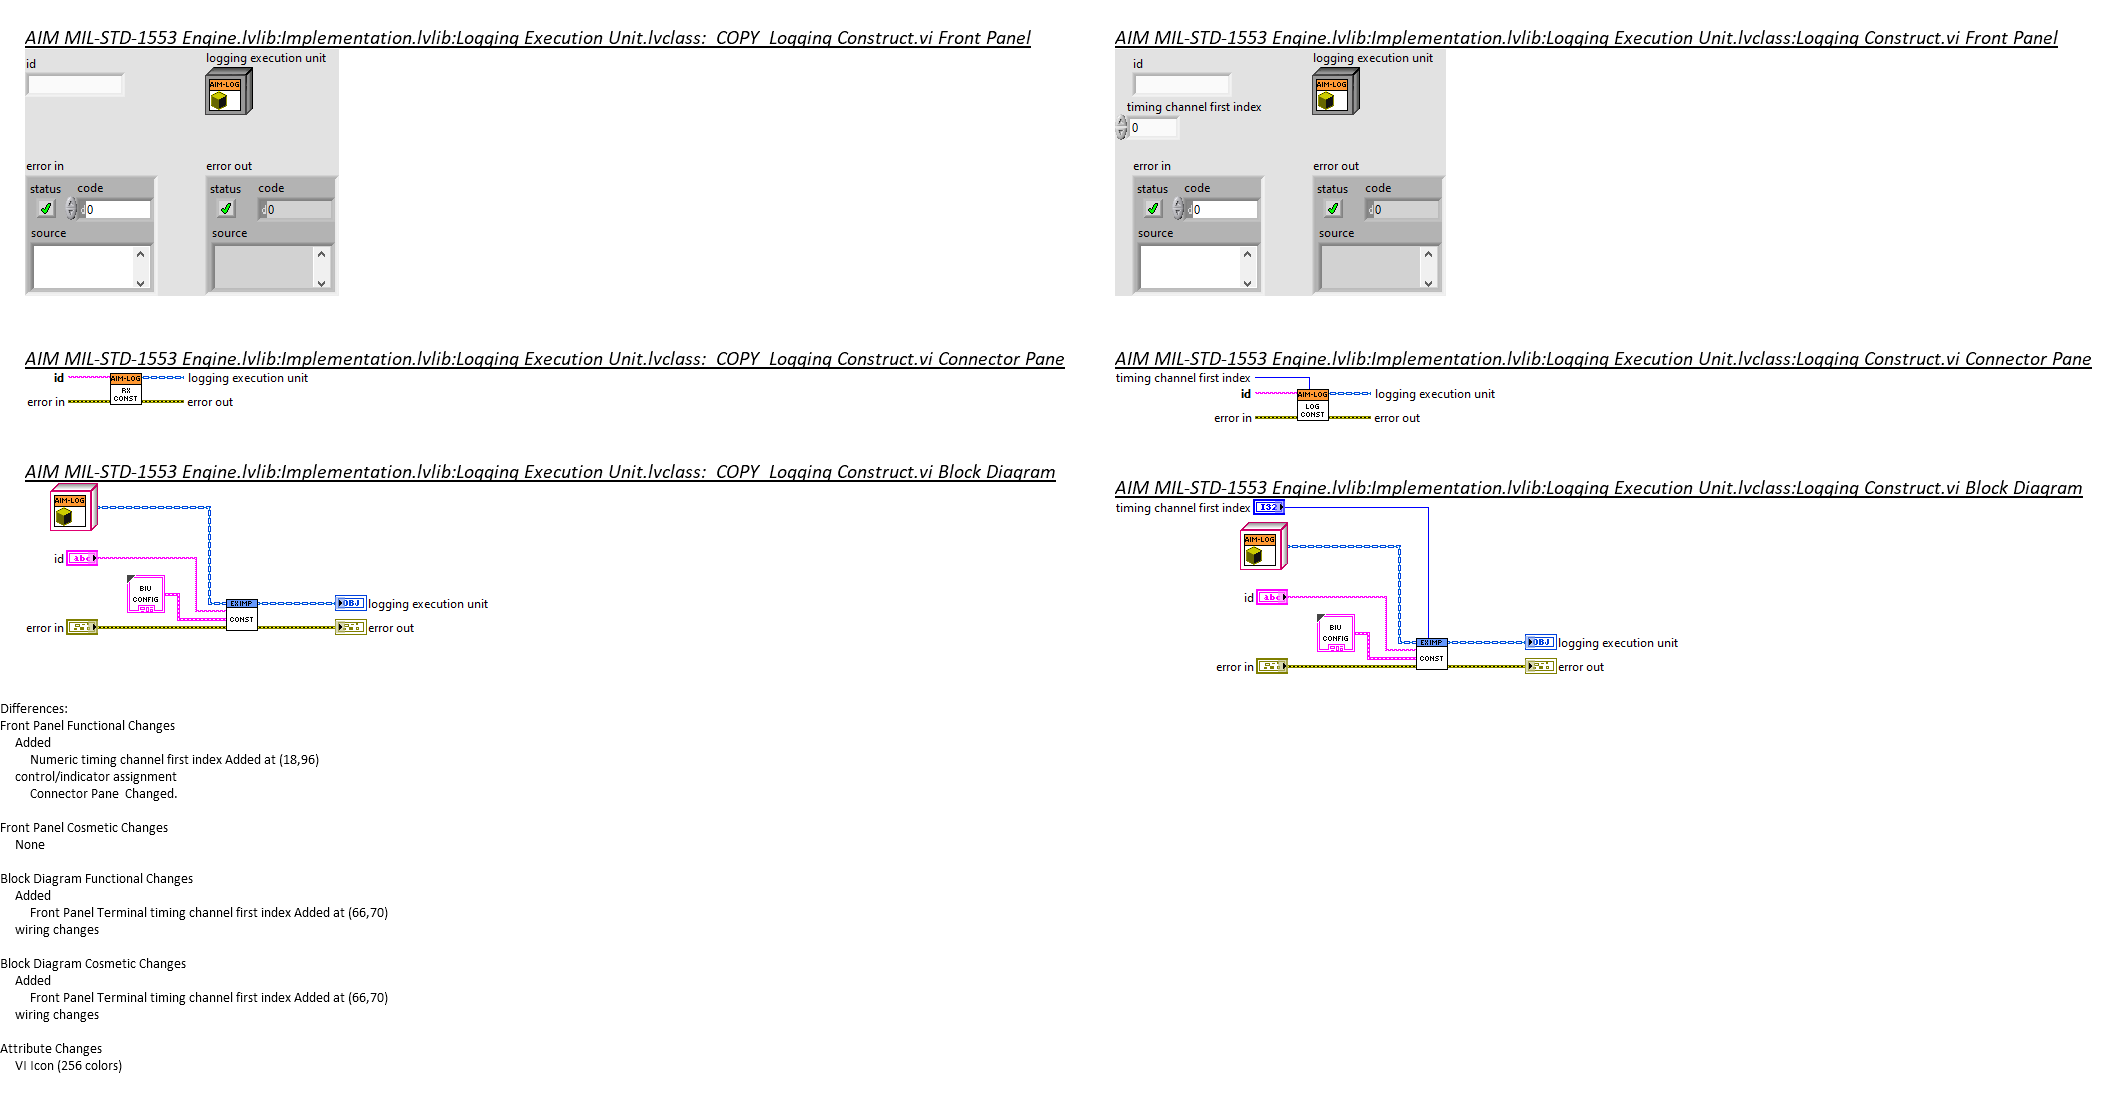 AIM MIL-STD-1553 Engine.lvlib:Implementation.lvlib:Logging Execution Unit.lvclass:_COPY_Logging Construct.vi Front Panel
id
logging execution unit
AIM-LOG
error in
error out
status code
0
status code
0
source
source
AIM MIL-STD-1553 Engine.lvlib:Implementation.lvlib:Logging Execution Unit.lvclass:Logging Construct.vi Front Panel
id
logging execution unit
AIM-LOG
timing channel first index
0
error in
error out
status code
d0
status code
d0
source
source
AIM MIL-STD-1553 Engine.lvlib:Implementation.lvlib:Logging Execution Unit.lvclass:_COPY_Logging Construct.vi Connector Pane
id
AIM-LOG
RX
CONST
logging execution unit
error in
error out
AIM MIL-STD-1553 Engine.lvlib:Implementation.lvlib:Logging Execution Unit.lvclass:Logging Construct.vi Connector Pane
timing channel first index
id
AIM-LOG
LOG
CONST
logging execution unit
error in
error out
AIM MIL-STD-1553 Engine.lvlib:Implementation.lvlib:Logging Execution Unit.lvclass:_COPY_Logging Construct.vi Block Diagram
AIM-LOG
id
abc
BIU
CONFIG
EXIMP
CONST
OBJ
logging execution unit
error in
error out
AIM MIL-STD-1553 Engine.lvlib:Implementation.lvlib:Logging Execution Unit.lvclass:Logging Construct.vi Block Diagram
timing channel first index
I32
AIM-LOG
id
abc
BIU
CONFIG
EXIMP
CONST
OBJ
logging execution unit
error in
error out
Differences:
Front Panel Functional Changes
Added
Numeric timing channel first index Added at (18,96)
control/indicator assignment
Connector Pane  Changed.
Front Panel Cosmetic Changes
None
Block Diagram Functional Changes
Added
Front Panel Terminal timing channel first index Added at (66,70)
wiring changes
Block Diagram Cosmetic Changes
Added
Front Panel Terminal timing channel first index Added at (66,70)
wiring changes
Attribute Changes
VI Icon (256 colors)